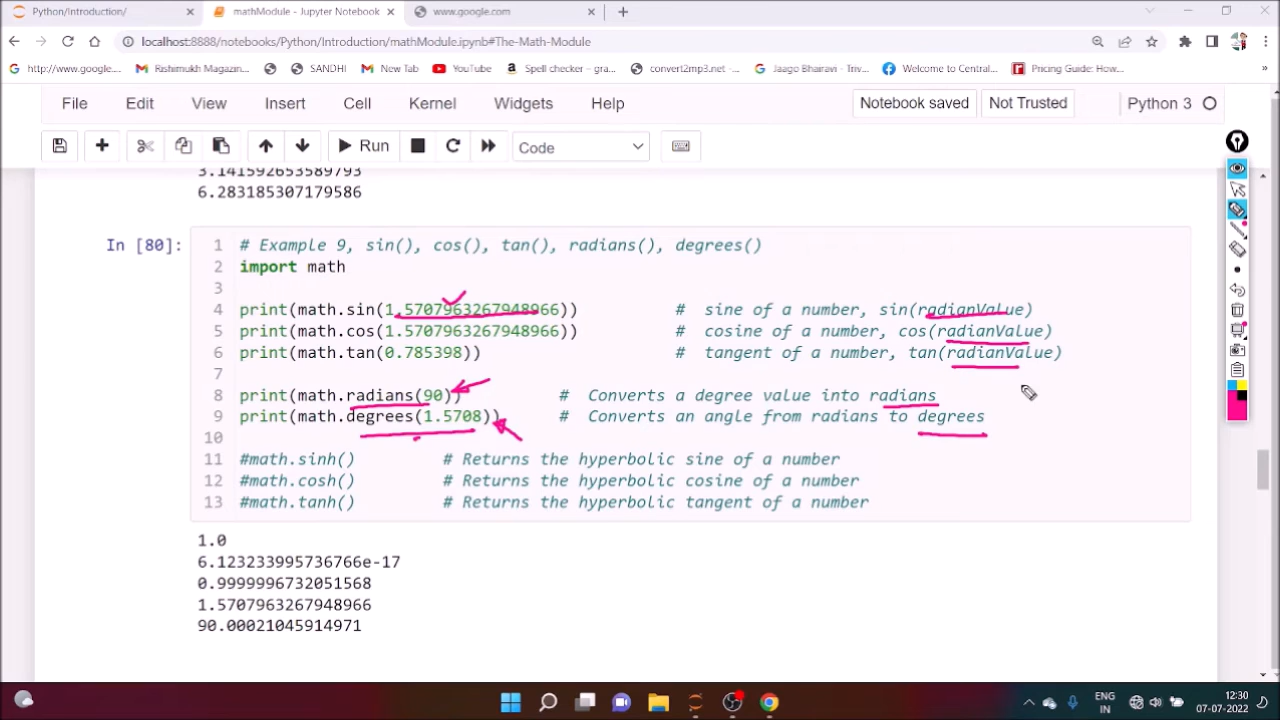 Python/Introduction/
mathModule - Jupyter Notebook
www.google.com
localhost:8888/notebooks/Python/Introduction/mathModule.ipynb#The-Math-Module
http://www.google....
Rishimukh Magazin...
SANDHI
New Tab
YouTube
Spell checker – gra...
convert2mp3.net -...
Jaago Bhairavi - Triv...
Welcome to Central...
Pricing Guide: How...
»
File Edit View Insert Cell Kernel Widgets Help
Notebook saved
Not Trusted
Python 3
Run
Code
3.141592653589793
6.283185307179586
In [80]:
1 # Example 9, sin(), cos(), tan(), radians(), degrees()
2 import math
3
4 print(math.sin(1.5707963267948966)) # sine of a number, sin(radianValue)
5 print(math.cos(1.5707963267948966)) # cosine of a number, cos(radianValue)
6 print(math.tan(0.785398)) # tangent of a number, tan(radianValue)
7
8 print(math.radians(90)) # Converts a degree value into radians
9 print(math.degrees(1.5708)) # Converts an angle from radians to degrees
10
11 #math.sinh() # Returns the hyperbolic sine of a number
12 #math.cosh() # Returns the hyperbolic cosine of a number
13 #math.tanh() # Returns the hyperbolic tangent of a number
1.0
6.123233995736766e-17
0.9999996732051568
1.5707963267948966
90.00021045914971
ENG
IN
12:30
07-07-2022